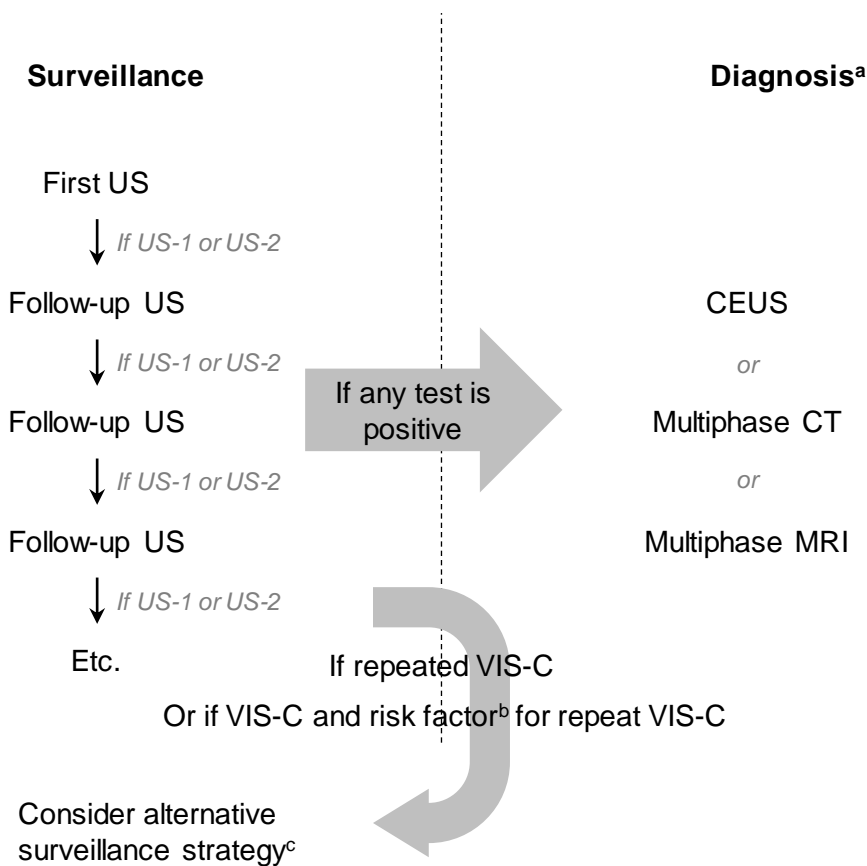 Surveillance
Diagnosisᵃ
First US
If US-1 or US-2
Follow-up US
CEUS
If US-1 or US-2
or
If any test is
positive
Follow-up US
Multiphase CT
If US-1 or US-2
or
Follow-up US
Multiphase MRI
If US-1 or US-2
Etc.
If repeated VIS-C
Or if VIS-C and risk factorᵇ for repeat VIS-C
Consider alternative
surveillance strategyᶜ